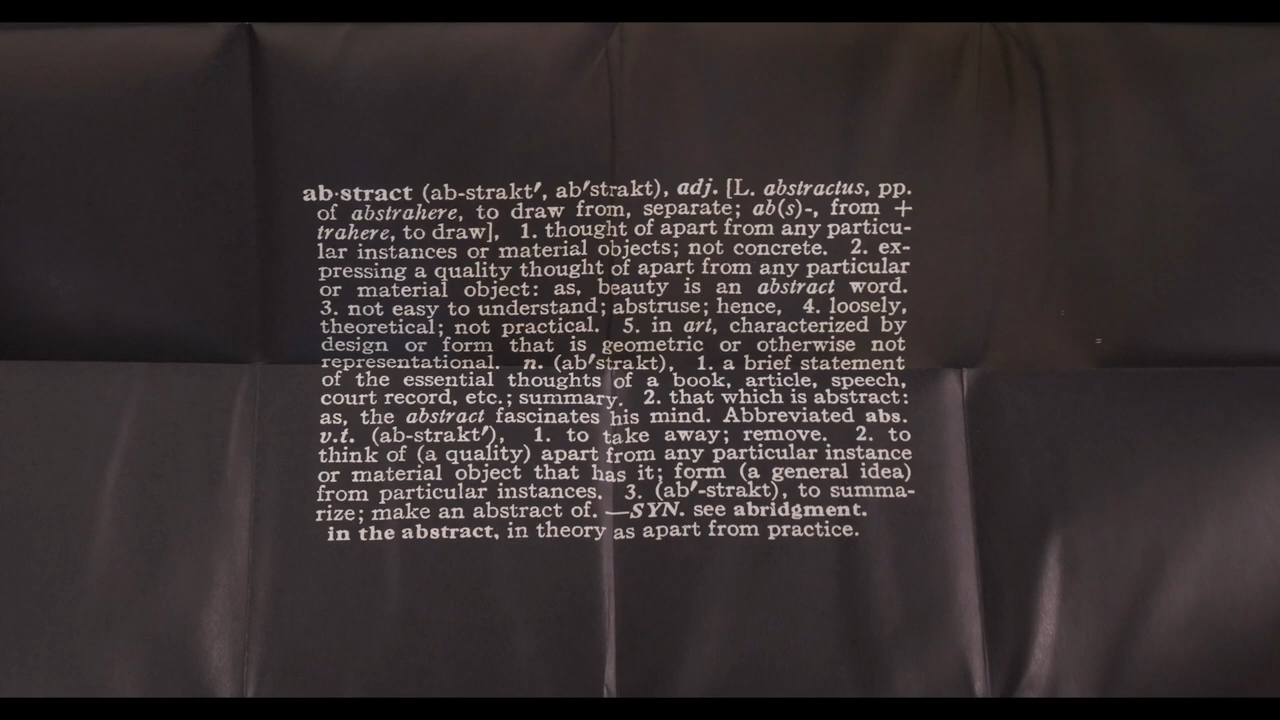 ab·stract (ab-strakt′, ab′strakt), adj. [L. abstractus, pp.
of abstrahere, to draw from, separate; ab(s)-, from +
trahere, to draw], 1. thought of apart from any particu-
lar instances or material objects; not concrete. 2. ex-
pressing a quality thought of apart from any particular
or material object: as, beauty is an abstract word.
3. not easy to understand; abstruse; hence, 4. loosely,
theoretical; not practical. 5. in art, characterized by
design or form that is geometric or otherwise not
representational. n. (ab′strakt), 1. a brief statement
of the essential thoughts of a book, article, speech,
court record, etc.; summary. 2. that which is abstract:
as, the abstract fascinates his mind. Abbreviated abs.
v.t. (ab-strakt′), 1. to take away; remove. 2. to
think of (a quality) apart from any particular instance
or material object that has it; form (a general idea)
from particular instances. 3. (ab′-strakt), to summa-
rize; make an abstract of. —SYN. see abridgment.
in the abstract, in theory as apart from practice.